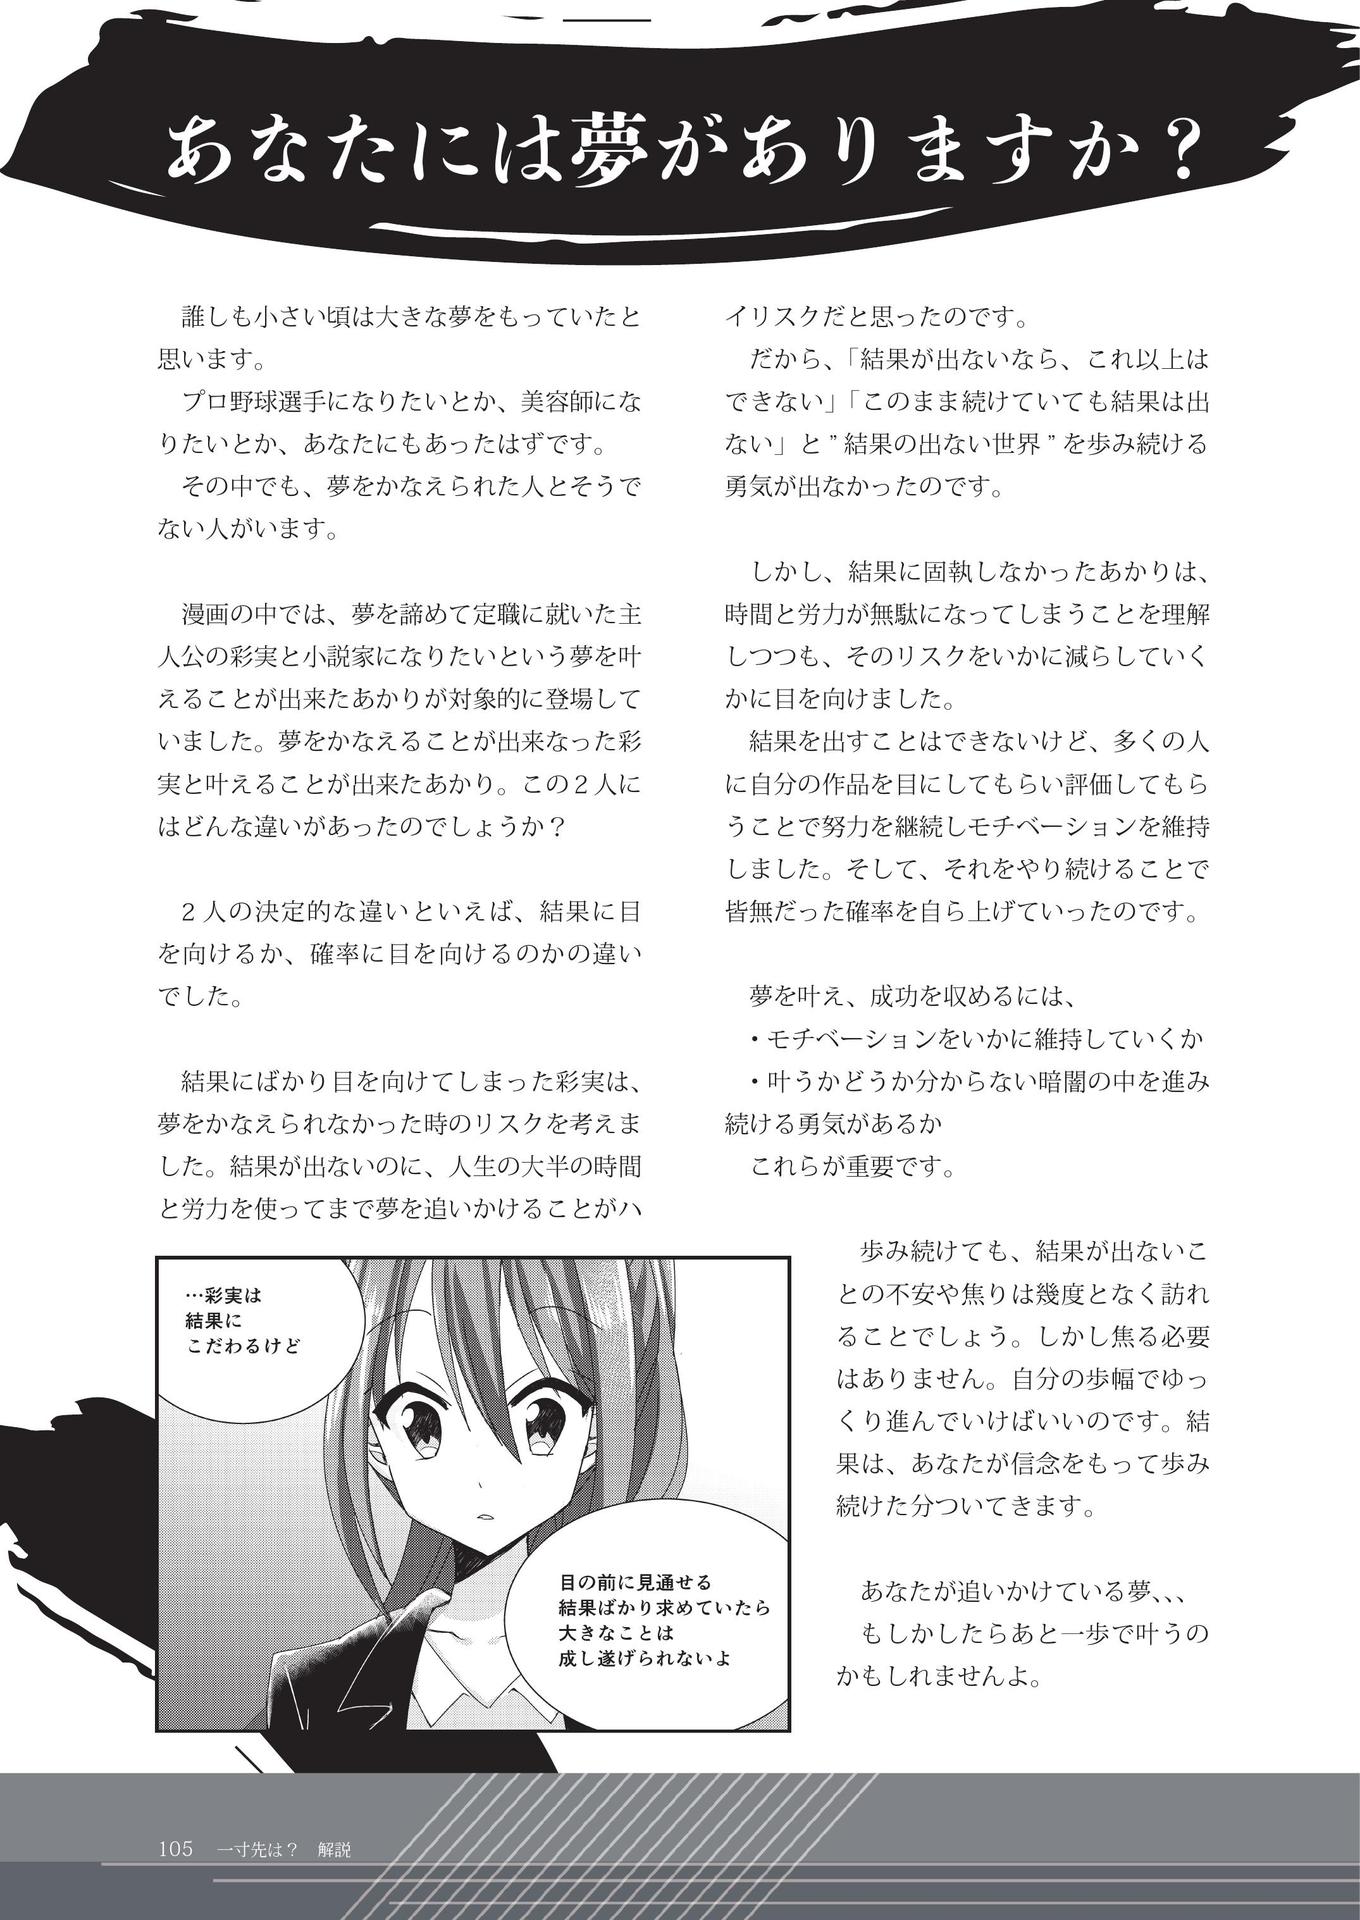 あなたには夢がありますか？
　誰しも小さい頃は大きな夢をもっていたと
思います。
　プロ野球選手になりたいとか、美容師にな
りたいとか、あなたにもあったはずです。
　その中でも、夢をかなえられた人とそうで
ない人がいます。
　漫画の中では、夢を諦めて定職に就いた主
人公の彩実と小説家になりたいという夢を叶
えることが出来たあかりが対象的に登場して
いました。夢をかなえることが出来なった彩
実と叶えることが出来たあかり。この２人に
はどんな違いがあったのでしょうか？
　２人の決定的な違いといえば、結果に目
を向けるか、確率に目を向けるのかの違い
でした。
　結果にばかり目を向けてしまった彩実は、
夢をかなえられなかった時のリスクを考えま
した。結果が出ないのに、人生の大半の時間
と労力を使ってまで夢を追いかけることがハ
イリスクだと思ったのです。
　だから、「結果が出ないなら、これ以上は
できない」「このまま続けていても結果は出
ない」と”結果の出ない世界”を歩み続ける
勇気が出なかったのです。
　しかし、結果に固執しなかったあかりは、
時間と労力が無駄になってしまうことを理解
しつつも、そのリスクをいかに減らしていく
かに目を向けました。
　結果を出すことはできないけど、多くの人
に自分の作品を目にしてもらい評価してもら
うことで努力を継続しモチベーションを維持
しました。そして、それをやり続けることで
皆無だった確率を自ら上げていったのです。
　夢を叶え、成功を収めるには、
　・モチベーションをいかに維持していくか
　・叶うかどうか分からない暗闇の中を進み
続ける勇気があるか
　これらが重要です。
　歩み続けても、結果が出ないこ
との不安や焦りは幾度となく訪れ
ることでしょう。しかし焦る必要
はありません。自分の歩幅でゆっ
くり進んでいけばいいのです。結
果は、あなたが信念をもって歩み
続けた分ついてきます。
　あなたが追いかけている夢、、、
　もしかしたらあと一歩で叶うの
かもしれませんよ。
…彩実は
結果に
こだわるけど
目の前に見通せる
結果ばかり求めていたら
大きなことは
成し遂げられないよ
105　一寸先は？　解説